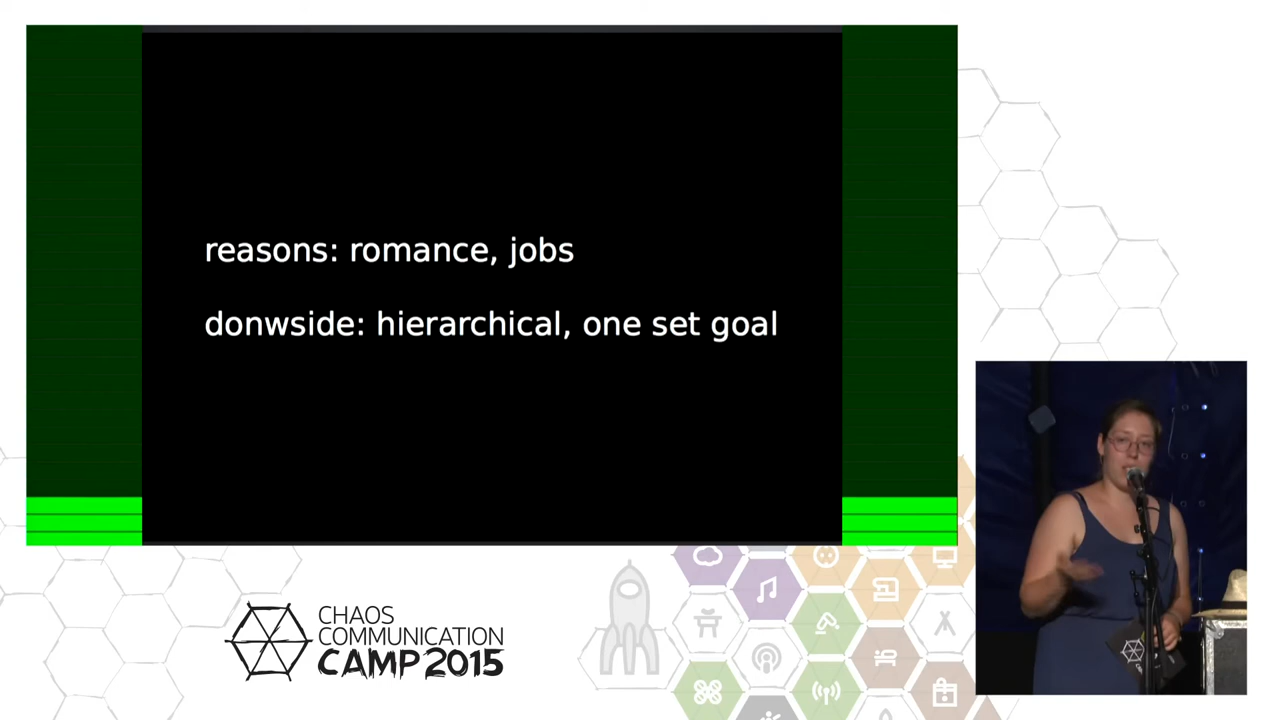 reasons: romance, jobs
donwside: hierarchical, one set goal
CHAOS
COMMUNICATION
CAMP 2015